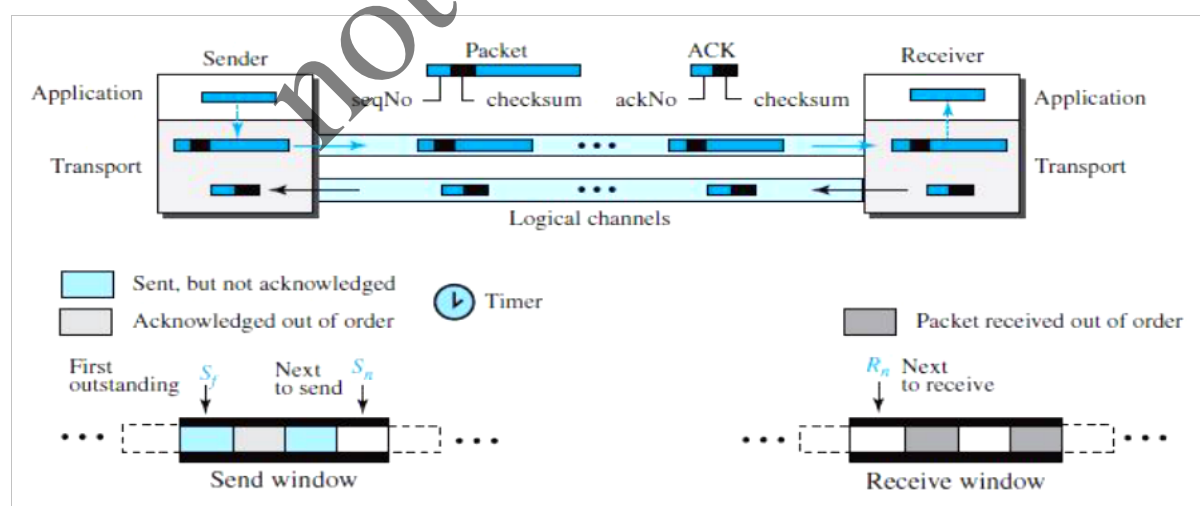 not
Sender
Packet
ACK
Receiver
Application
seqNo
checksum
ackNo
checksum
Application
Transport
Transport
Logical channels
Sent, but not acknowledged
Timer
Acknowledged out of order
Packet received out of order
First
outstanding
Sf
Next
to send
Sn
Rn
Next
to receive
Send window
Receive window